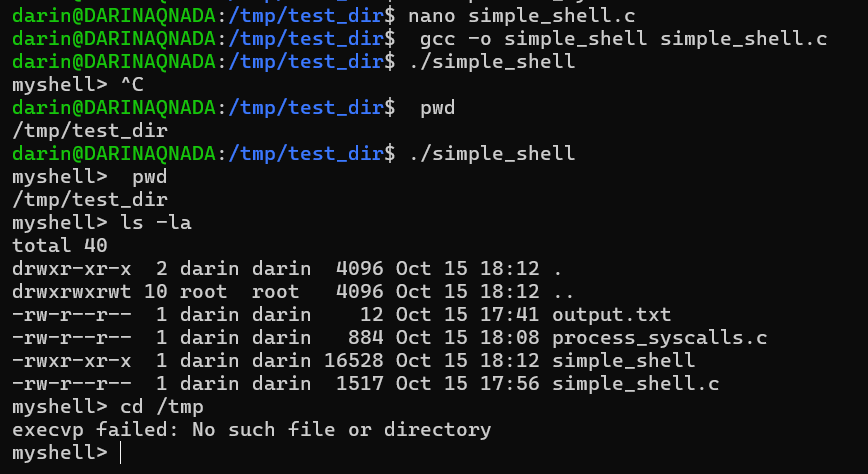 darin@DARINAQNADA:/tmp/test_dir$ nano simple_shell.c
darin@DARINAQNADA:/tmp/test_dir$  gcc -o simple_shell simple_shell.c
darin@DARINAQNADA:/tmp/test_dir$ ./simple_shell
myshell> ^C
darin@DARINAQNADA:/tmp/test_dir$  pwd
/tmp/test_dir
darin@DARINAQNADA:/tmp/test_dir$ ./simple_shell
myshell>  pwd
/tmp/test_dir
myshell> ls -la
total 40
drwxr-xr-x  2 darin darin  4096 Oct 15 18:12 .
drwxrwxrwt 10 root  root   4096 Oct 15 18:12 ..
-rw-r--r--  1 darin darin    12 Oct 15 17:41 output.txt
-rw-r--r--  1 darin darin   884 Oct 15 18:08 process_syscalls.c
-rwxr-xr-x  1 darin darin 16528 Oct 15 18:12 simple_shell
-rw-r--r--  1 darin darin  1517 Oct 15 17:56 simple_shell.c
myshell> cd /tmp
execvp failed: No such file or directory
myshell>